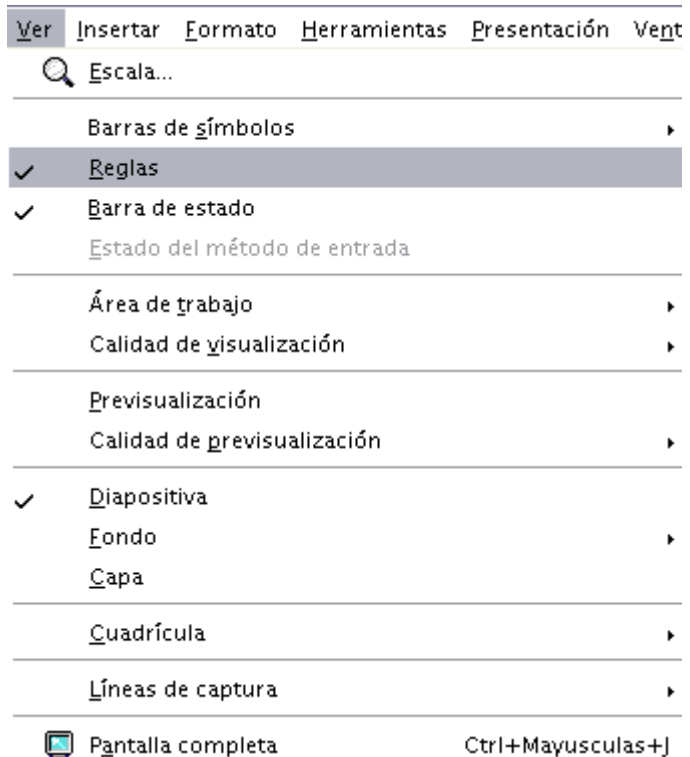 Ver Insertar Formato Herramientas Presentación Vent
Escala...
Barras de símbolos
Reglas
Barra de estado
Estado del método de entrada
Área de trabajo
Calidad de visualización
Previsualización
Calidad de previsualización
Diapositiva
Fondo
Capa
Cuadrícula
Líneas de captura
Pantalla completa Ctrl+Mayusculas+J